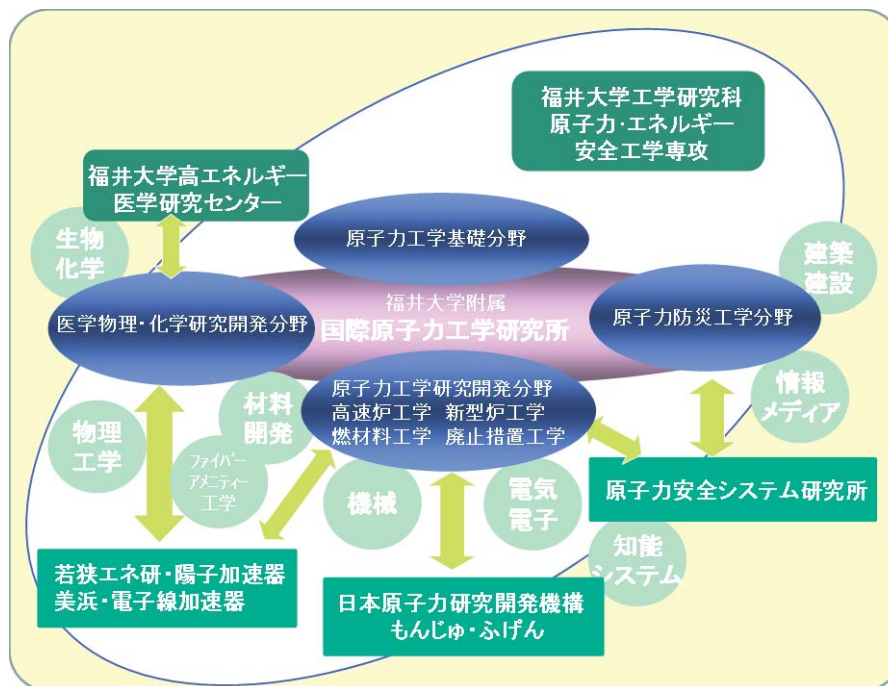 福井大学工学研究科
原子力・エネルギー
安全工学専攻
福井大学高エネルギー
医学研究センター
生物
化学
原子力工学基礎分野
建築
建設
福井大学附属
国際原子力工学研究所
医学物理・化学研究開発分野
原子力防災工学分野
原子力工学研究開発分野
高速炉工学 新型炉工学
燃材料工学 廃止措置工学
材料
開発
情報
メディア
物理
工学
ファイバー
アメニティー
工学
機械
電気
電子
原子力安全システム研究所
知能
システム
若狭エネ研・陽子加速器
美浜・電子線加速器
日本原子力研究開発機構
もんじゅ・ふげん